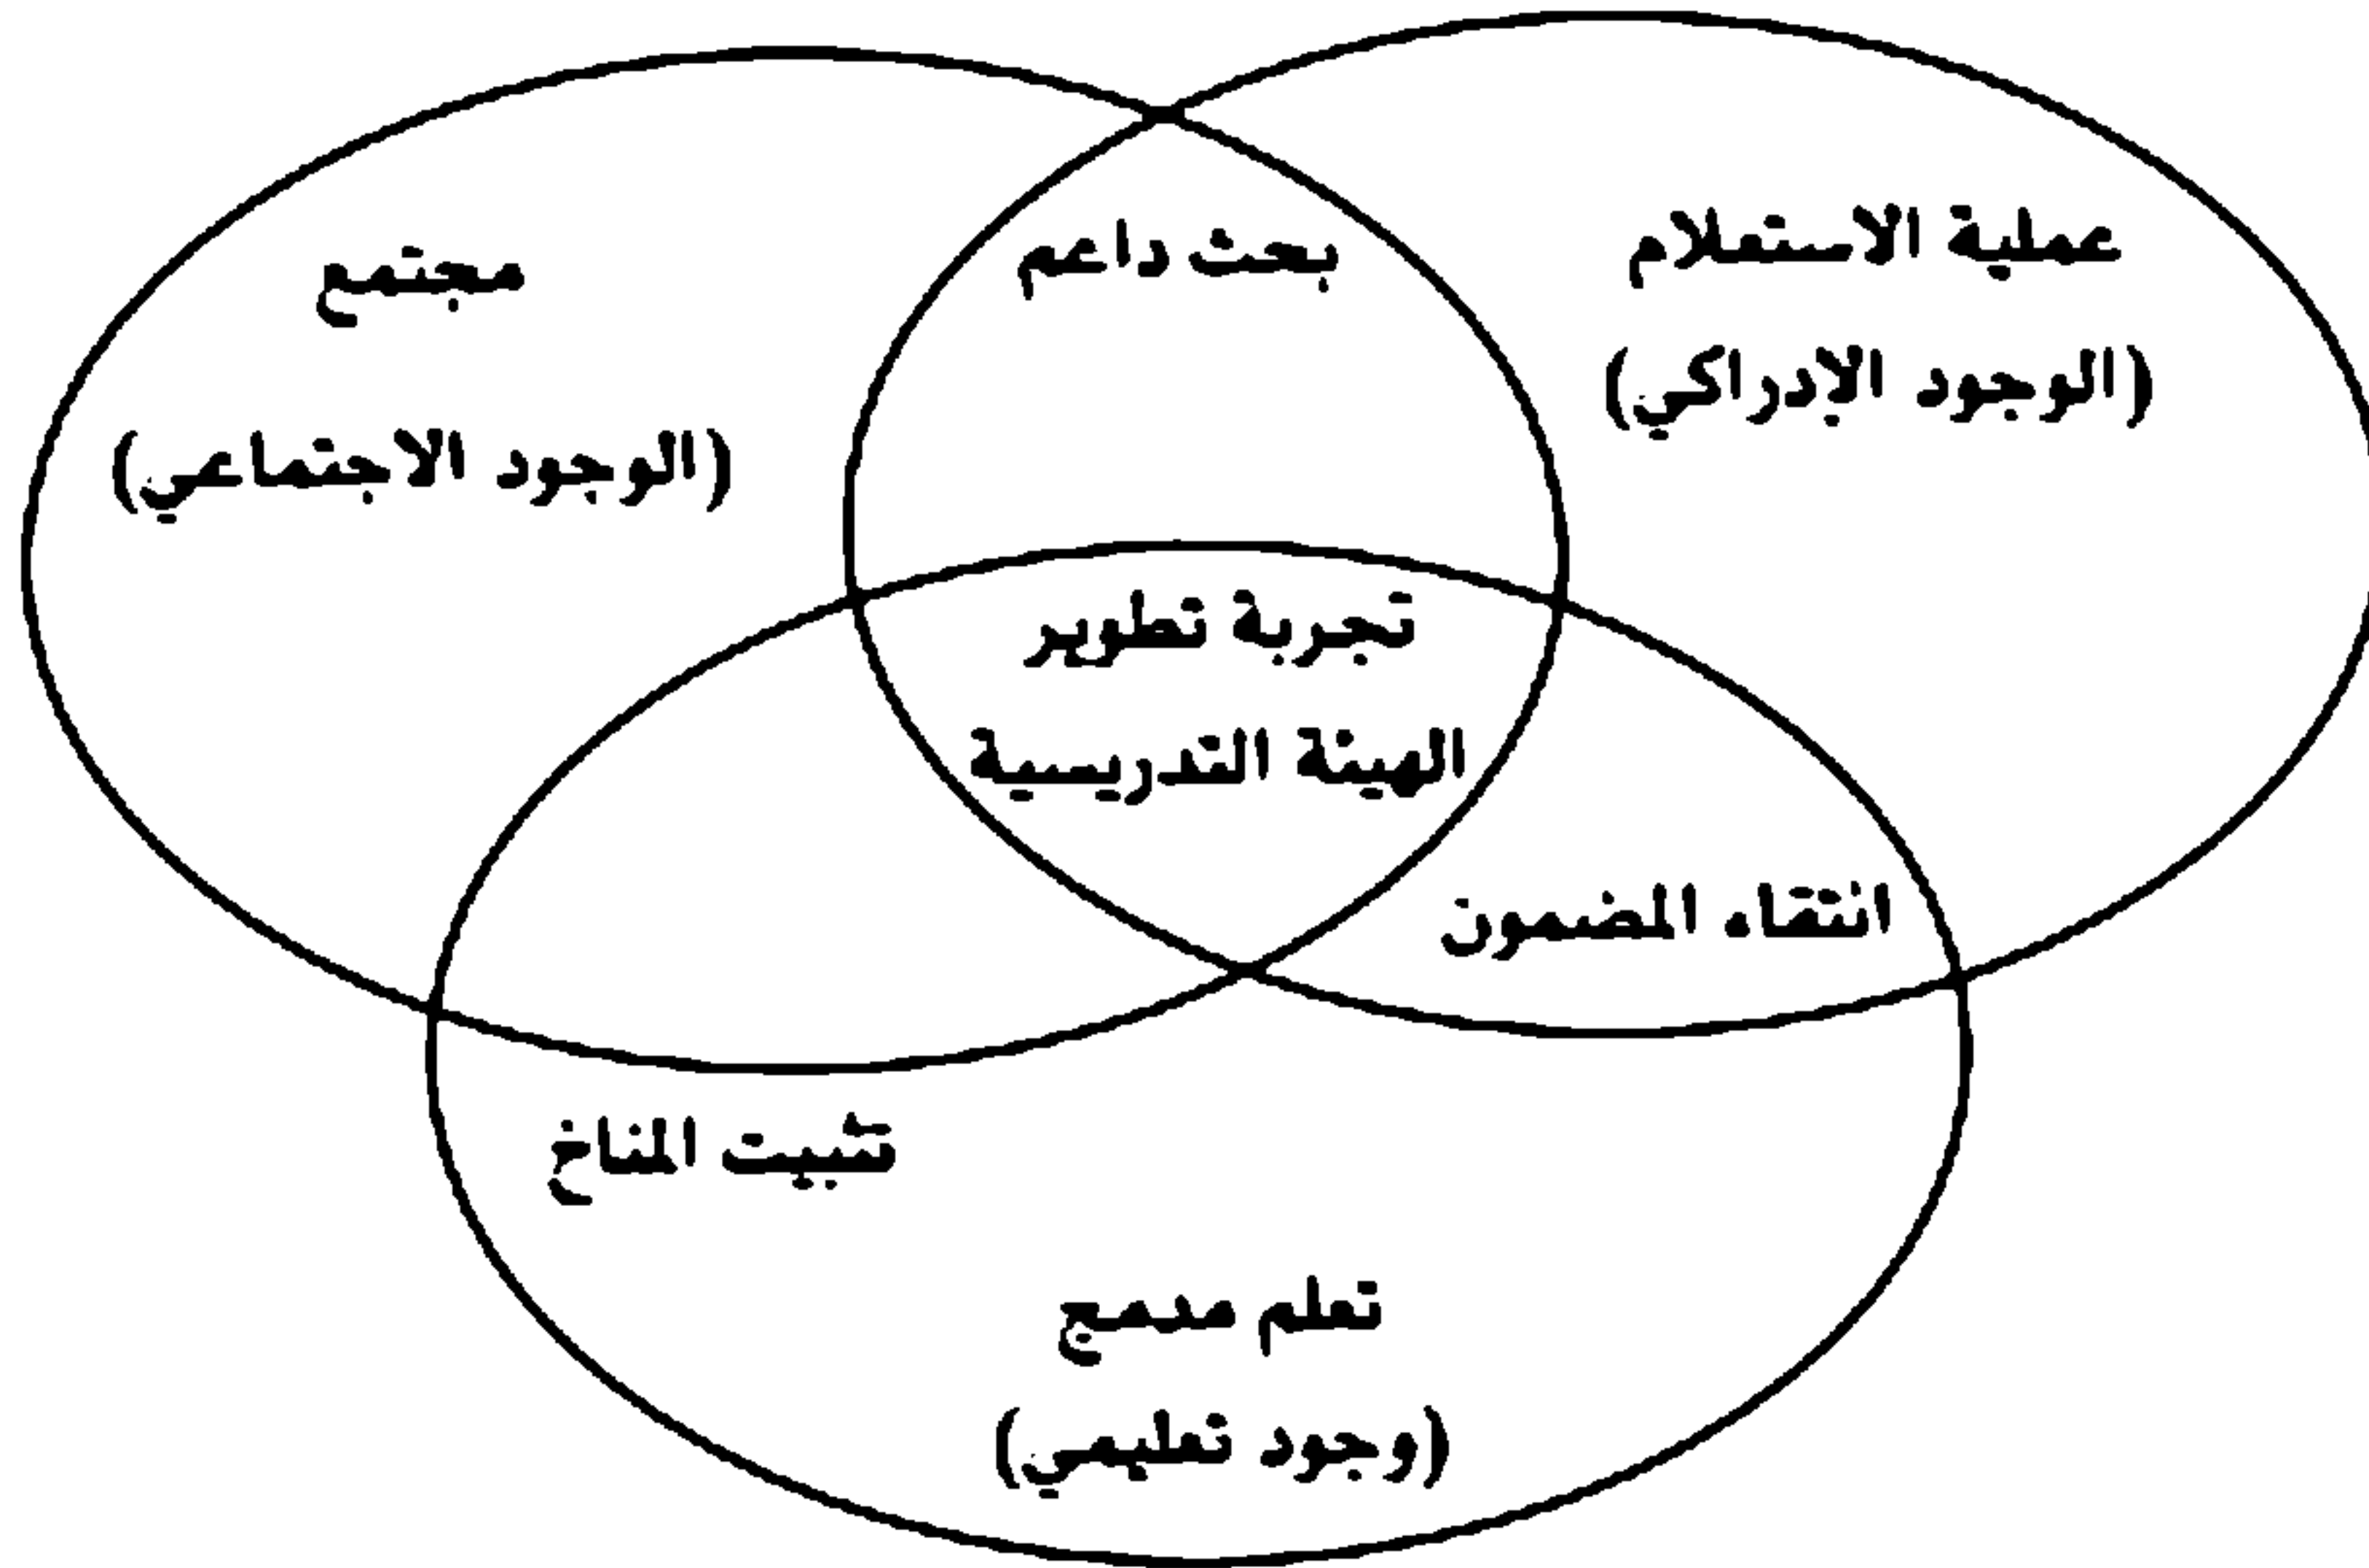 عملية الاستعلام
(الوجود الإدراكي)
بحث داعم
مجتمع
(الوجود الاجتماعي)
تجربة تطوير
الهيئة التدريسية
انتقاء المضمون
تثبيت المناخ
تعلم مدمج
(وجود تعليمي)